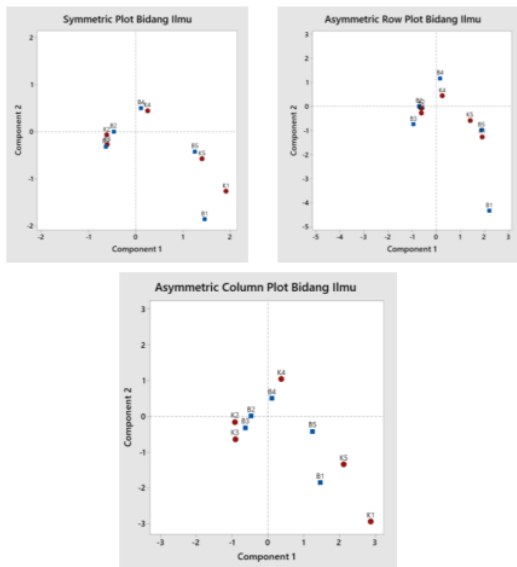 Symmetric Plot Bidang Ilmu
2
1
0
-1
-2
Component 2
B4
K4
B2
K2
B5
K5
K1
B1
-2
-1
0
1
2
Component 1
Asymmetric Row Plot Bidang Ilmu
3
2
1
0
-1
-2
-3
-4
-5
Component 2
B4
K4
B3
K5
B5
B1
-5
-4
-3
-2
-1
0
1
2
3
Component 1
Asymmetric Column Plot Bidang Ilmu
3
2
1
0
-1
-2
-3
Component 2
K4
B4
K2
B2
B3
K3
B5
K5
B1
K1
-3
-2
-1
0
1
2
3
Component 1